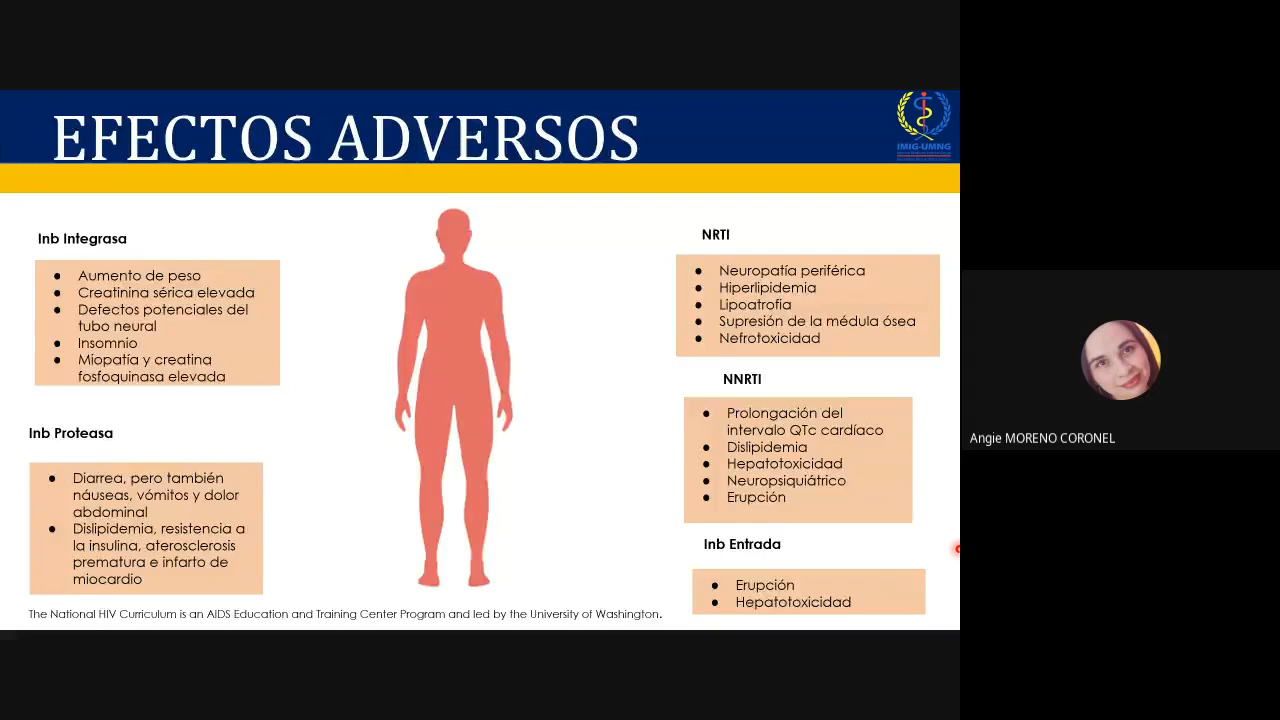 EFECTOS ADVERSOS
IMIG-UMNG
Inb Integrasa
● Aumento de peso
● Creatinina sérica elevada
● Defectos potenciales del
tubo neural
● Insomnio
● Miopatía y creatina
fosfoquinasa elevada
Inb Proteasa
● Diarrea, pero también
náuseas, vómitos y dolor
abdominal
● Dislipidemia, resistencia a
la insulina, aterosclerosis
prematura e infarto de
miocardio
NRTI
● Neuropatía periférica
● Hiperlipidemia
● Lipoatrofia
● Supresión de la médula ósea
● Nefrotoxicidad
NNRTI
● Prolongación del
intervalo QTc cardíaco
● Dislipidemia
● Hepatotoxicidad
● Neuropsiquiátrico
● Erupción
Inb Entrada
● Erupción
● Hepatotoxicidad
The National HIV Curriculum is an AIDS Education and Training Center Program and led by the University of Washington.
Angie MORENO CORONEL